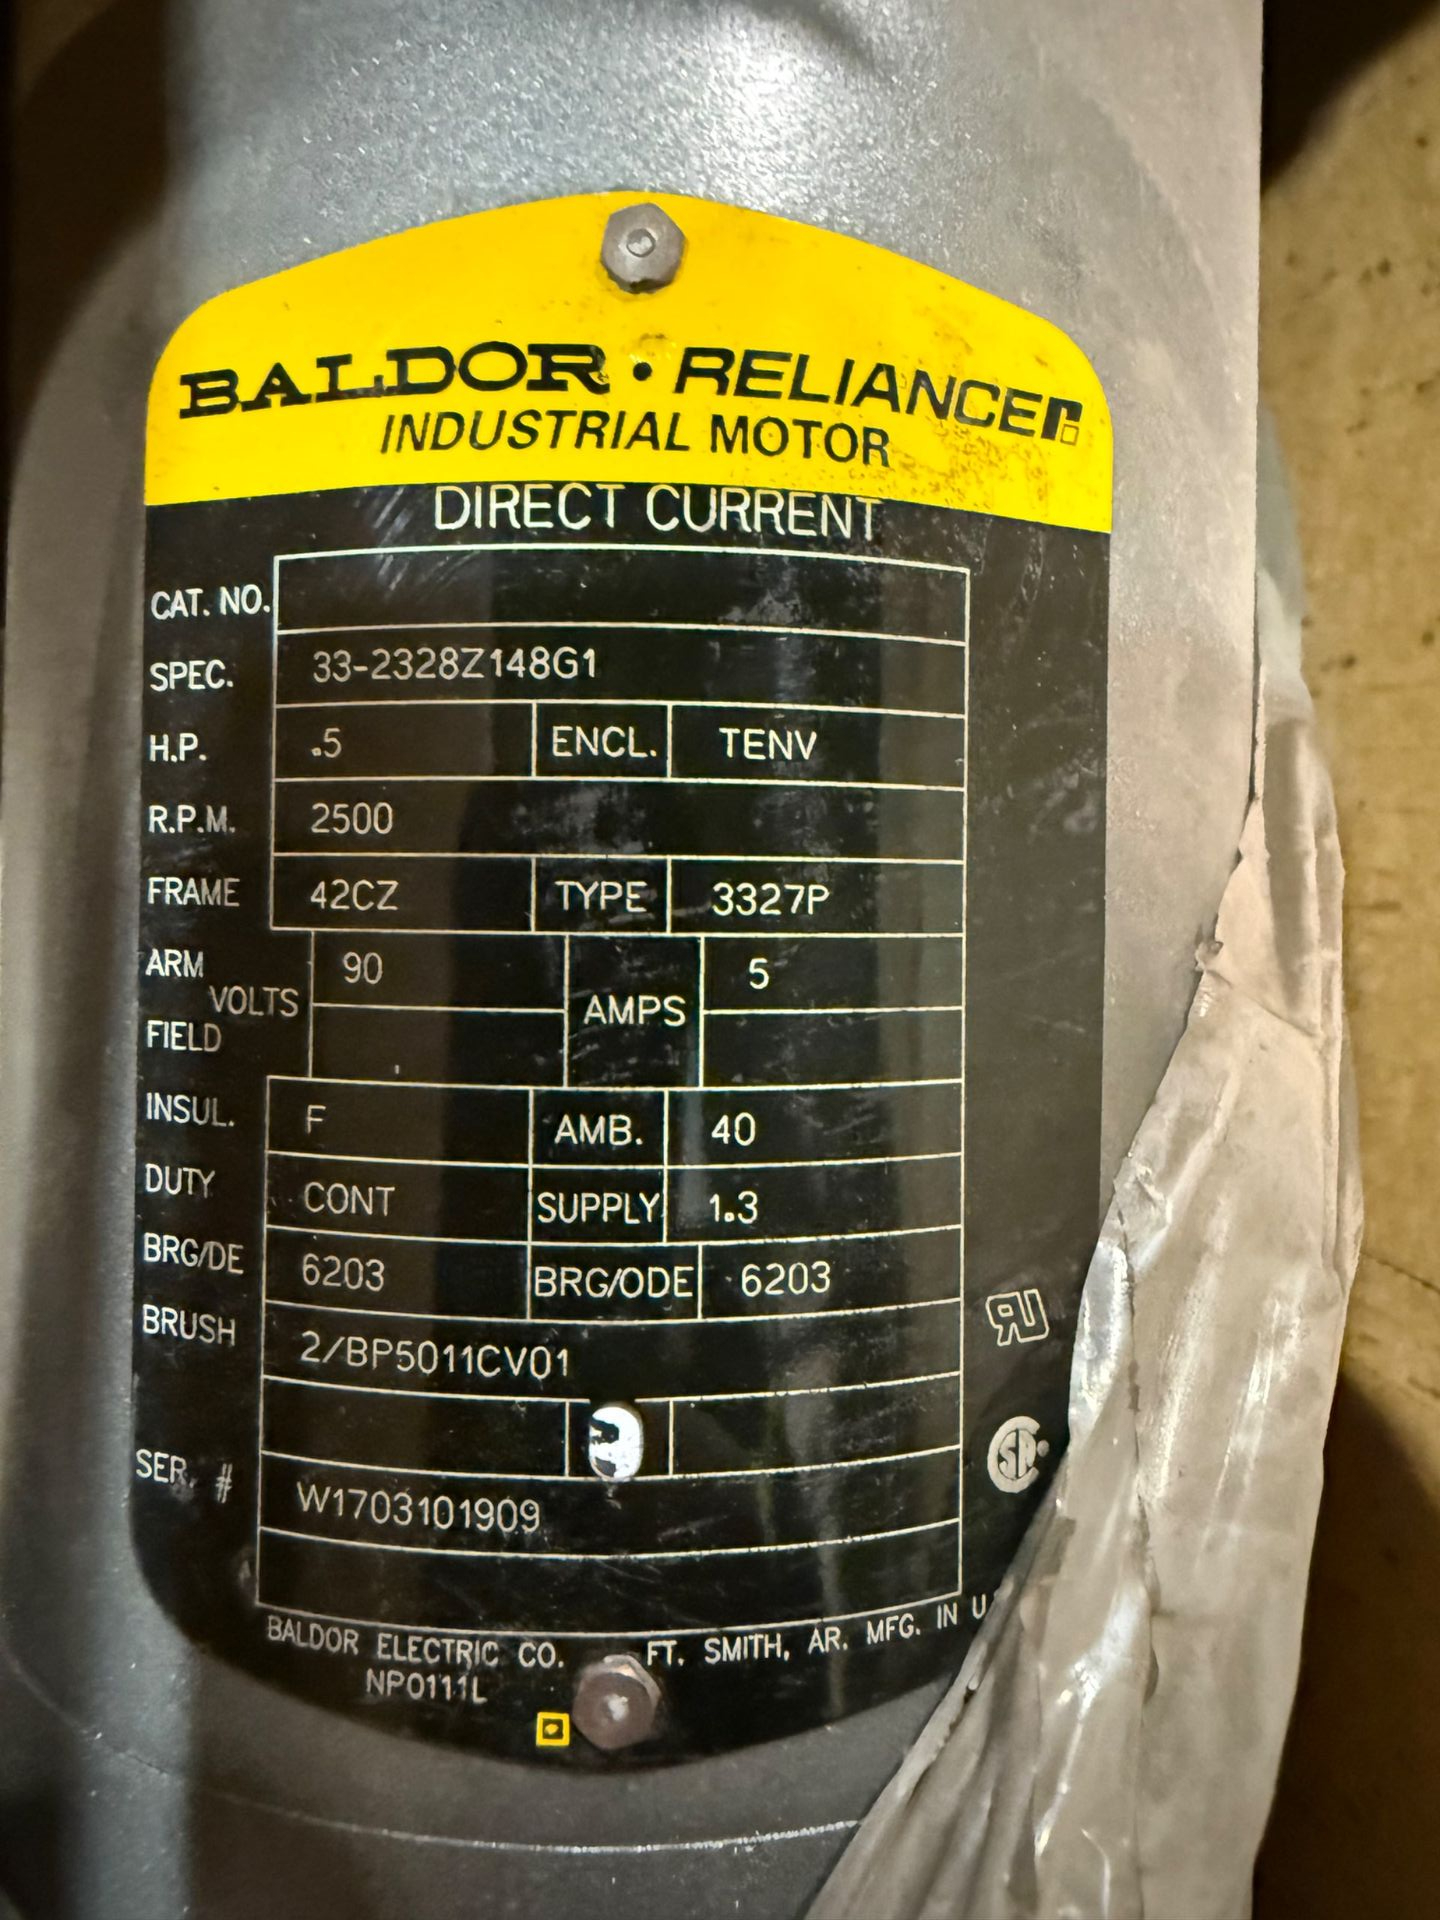 BALDOR • RELIANCE
INDUSTRIAL MOTOR
DIRECT CURRENT
CAT. NO.
SPEC. 33-2328Z148G1
H.P. .5 ENCL. TENV
R.P.M. 2500
FRAME 42CZ TYPE 3327P
ARM 90 5
VOLTS AMPS
FIELD
INSUL. F AMB. 40
DUTY CONT SUPPLY 1.3
BRG/DE 6203 BRG/ODE 6203
BRUSH 2/BP5011CV01
SER. # W1703101909
BALDOR ELECTRIC CO. FT. SMITH, AR. MFG. IN U
NP0111L